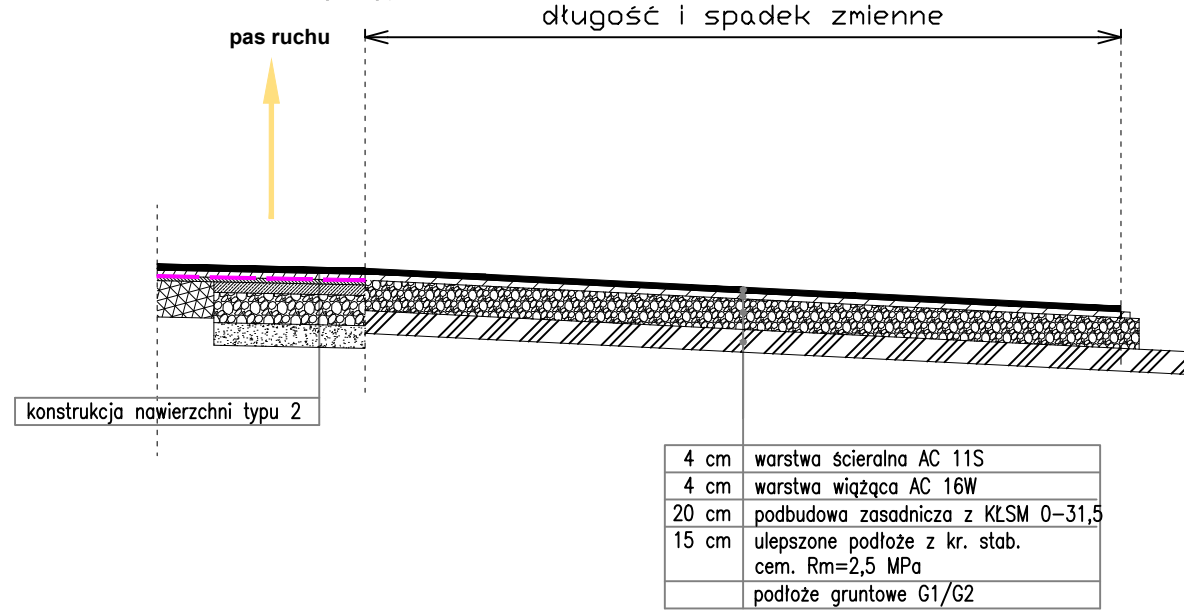 długość i spadek zmienne
pas ruchu
konstrukcja nawierzchni typu 2
4 cm warstwa ścieralna AC 11S
4 cm warstwa wiążąca AC 16W
20 cm podbudowa zasadnicza z KŁSM 0-31,5
15 cm ulepszone podłoże z kr. stab.
cem. Rm=2,5 MPa
podłoże gruntowe G1/G2